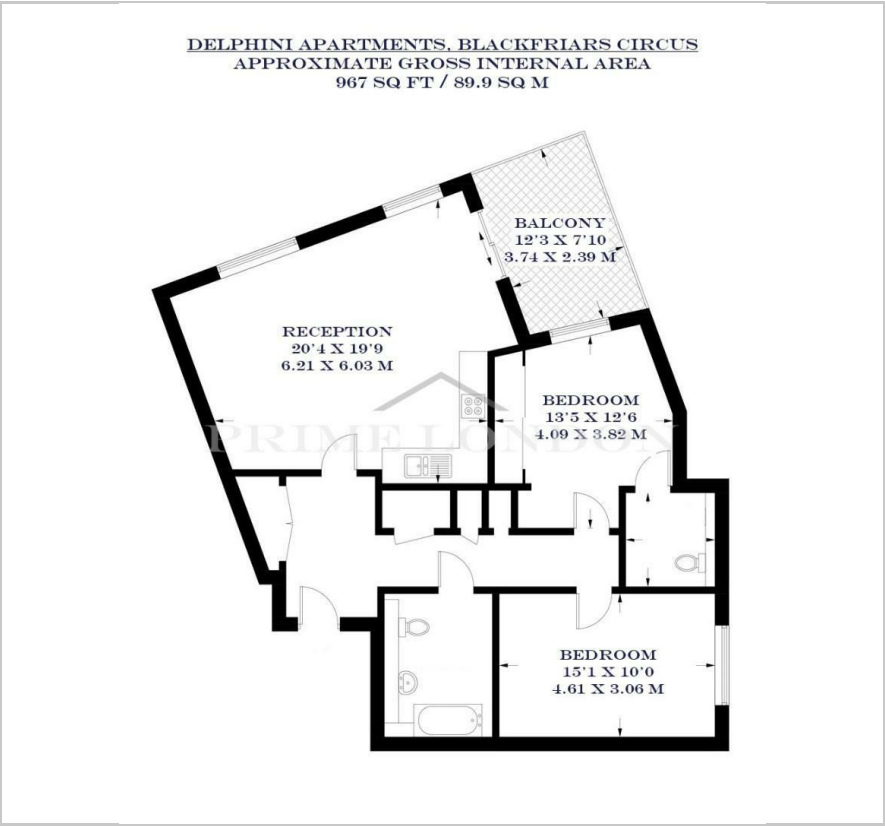 DELPHINI APARTMENTS, BLACKFRIARS CIRCUS
APPROXIMATE GROSS INTERNAL AREA
967 SQ FT / 89.9 SQ M
BALCONY
12'3 X 7'10
3.74 X 2.39 M
RECEPTION
20'4 X 19'9
6.21 X 6.03 M
BEDROOM
13'5 X 12'6
4.09 X 3.82 M
PRIME LONDON
BEDROOM
15'1 X 10'0
4.61 X 3.06 M